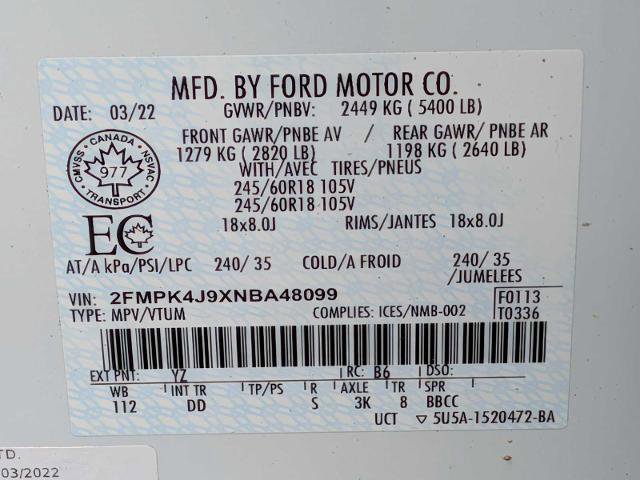 MFD. BY FORD MOTOR CO.
DATE: 03/22 GVWR/PNBV: 2449 KG ( 5400 LB)
FRONT GAWR/PNBE AV / REAR GAWR/ PNBE AR
1279 KG ( 2820 LB) 1198 KG ( 2640 LB)
WITH/AVEC TIRES/PNEUS
245/60R18 105V
245/60R18 105V
18x8.0J RIMS/JANTES 18x8.0J
CANADA
CMVSS 977 NSVAC
TRANSPORT
EC
AT/A kPa/PSI/LPC 240/ 35 COLD/A FROID 240/ 35
/JUMELEES
VIN: 2FMPK4J9XNBA48099 F0113
TYPE: MPV/VTUM COMPLIES: ICES/NMB-002 T0336
EXT PNT: YZ RC: B6 DSO:
WB INT TR TP/PS R AXLE TR SPR
112 DD S 3K 8 BBCC
UCT ▽ 5U5A-1520472-BA
TD.
03/2022